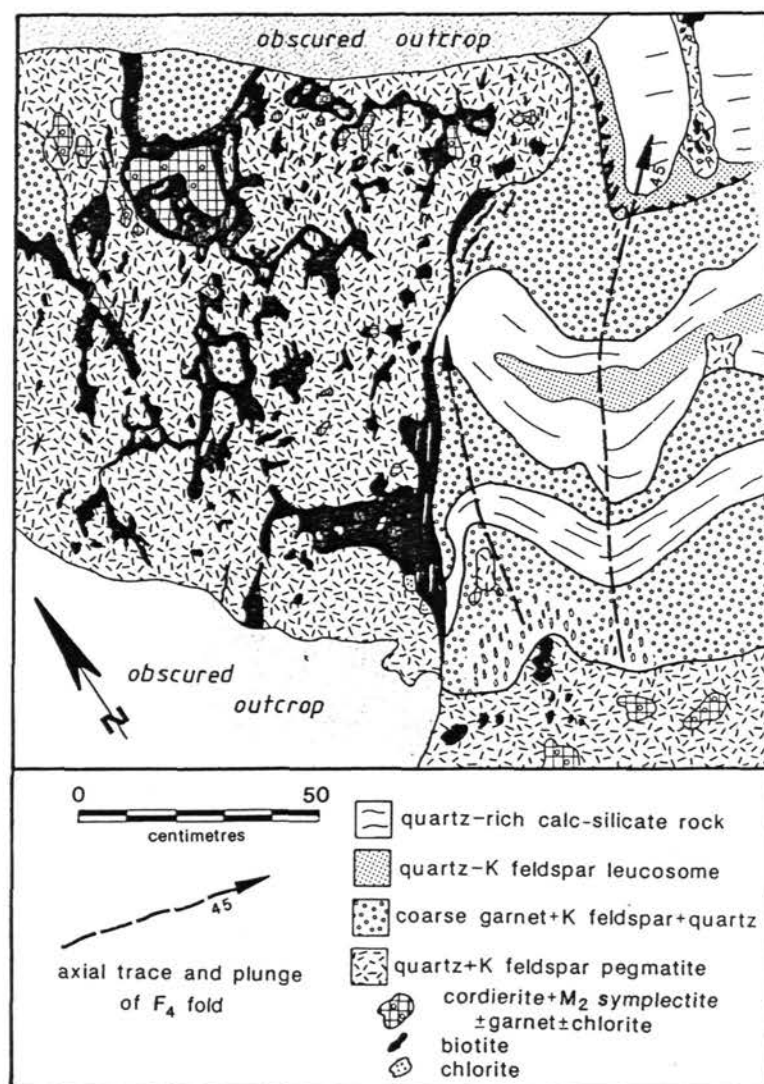 obscured outcrop
45
obscured
outcrop
N
0 50
centimetres
45
axial trace and plunge
of F₄ fold
quartz-rich calc-silicate rock
quartz-K feldspar leucosome
coarse garnet+K feldspar+quartz
quartz+K feldspar pegmatite
cordierite+M₂ symplectite
±garnet±chlorite
biotite
chlorite